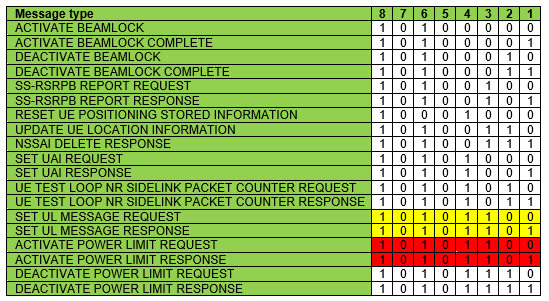 Message type 8 7 6 5 4 3 2 1
ACTIVATE BEAMLOCK 1 0 1 0 0 0 0 0
ACTIVATE BEAMLOCK COMPLETE 1 0 1 0 0 0 0 1
DEACTIVATE BEAMLOCK 1 0 1 0 0 0 1 0
DEACTIVATE BEAMLOCK COMPLETE 1 0 1 0 0 0 1 1
SS-RSRPB REPORT REQUEST 1 0 1 0 0 1 0 0
SS-RSRPB REPORT RESPONSE 1 0 1 0 0 1 0 1
RESET UE POSITIONING STORED INFORMATION 1 0 0 0 1 0 0 0
UPDATE UE LOCATION INFORMATION 1 0 1 0 0 1 1 0
NSSAI DELETE RESPONSE 1 0 1 0 0 1 1 1
SET UAI REQUEST 1 0 1 0 1 0 0 0
SET UAI RESPONSE 1 0 1 0 1 0 0 1
UE TEST LOOP NR SIDELINK PACKET COUNTER REQUEST 1 0 1 0 1 0 1 0
UE TEST LOOP NR SIDELINK PACKET COUNTER RESPONSE 1 0 1 0 1 0 1 1
SET UL MESSAGE REQUEST 1 0 1 0 1 1 0 0
SET UL MESSAGE RESPONSE 1 0 1 0 1 1 0 1
ACTIVATE POWER LIMIT REQUEST 1 0 1 0 1 1 0 0
ACTIVATE POWER LIMIT RESPONSE 1 0 1 0 1 1 0 1
DEACTIVATE POWER LIMIT REQUEST 1 0 1 0 1 1 1 0
DEACTIVATE POWER LIMIT RESPONSE 1 0 1 0 1 1 1 1